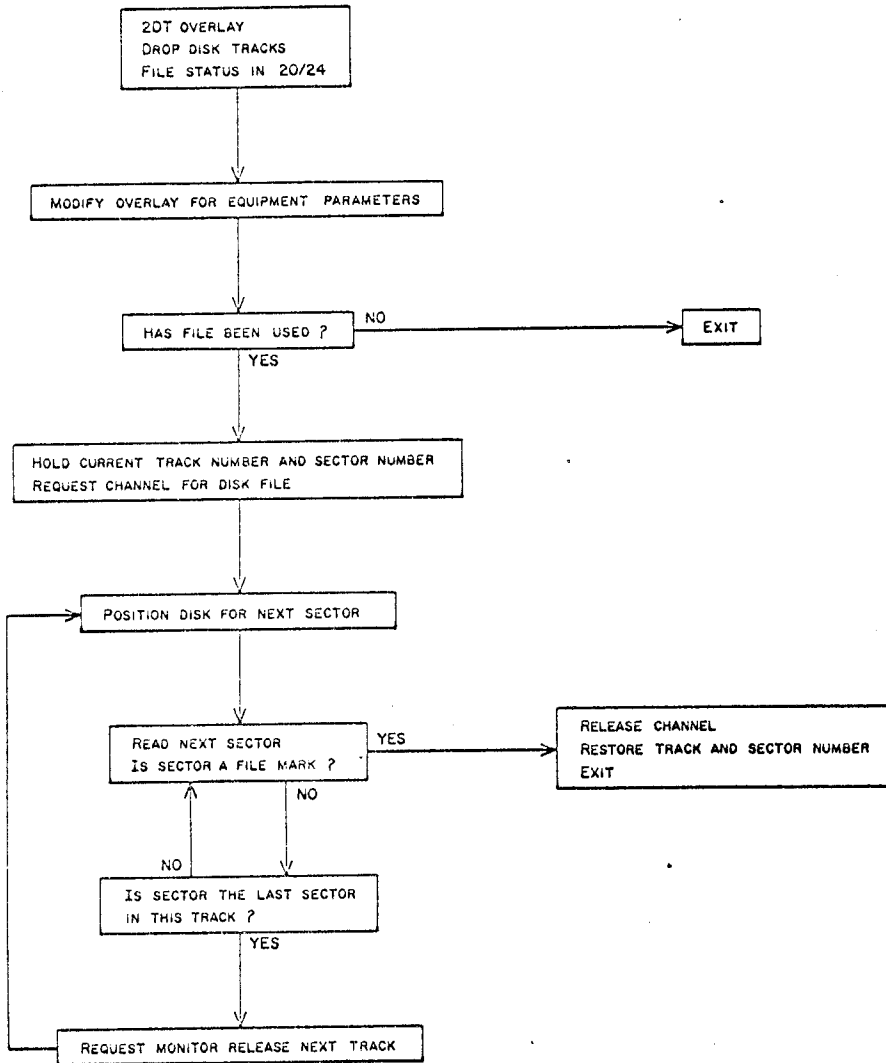 2DT OVERLAY
DROP DISK TRACKS
FILE STATUS IN 20/24
MODIFY OVERLAY FOR EQUIPMENT PARAMETERS
HAS FILE BEEN USED ?
NO
EXIT
YES
HOLD CURRENT TRACK NUMBER AND SECTOR NUMBER
REQUEST CHANNEL FOR DISK FILE
POSITION DISK FOR NEXT SECTOR
READ NEXT SECTOR
IS SECTOR A FILE MARK ?
YES
RELEASE CHANNEL
RESTORE TRACK AND SECTOR NUMBER
EXIT
NO
NO
IS SECTOR THE LAST SECTOR
IN THIS TRACK ?
YES
REQUEST MONITOR RELEASE NEXT TRACK